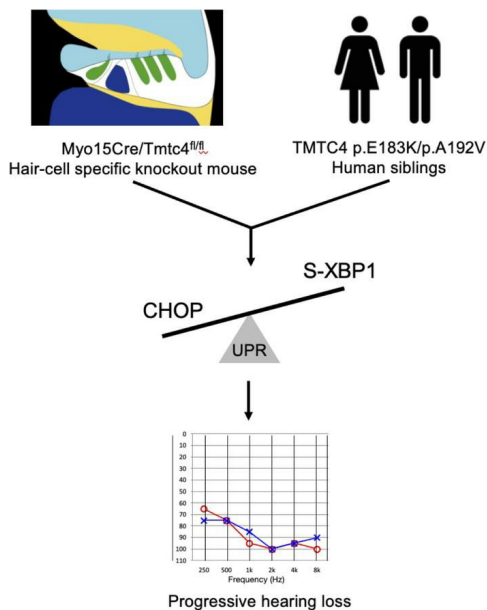 Myo15Cre/Tmtc4fl/fl
Hair-cell specific knockout mouse
TMTC4 p.E183K/p.A192V
Human siblings
S-XBP1
CHOP
UPR
0
10
20
30
40
50
60
70
80
90
100
110
250 500 1k 2k 4k 8k
Frequency (Hz)
Progressive hearing loss